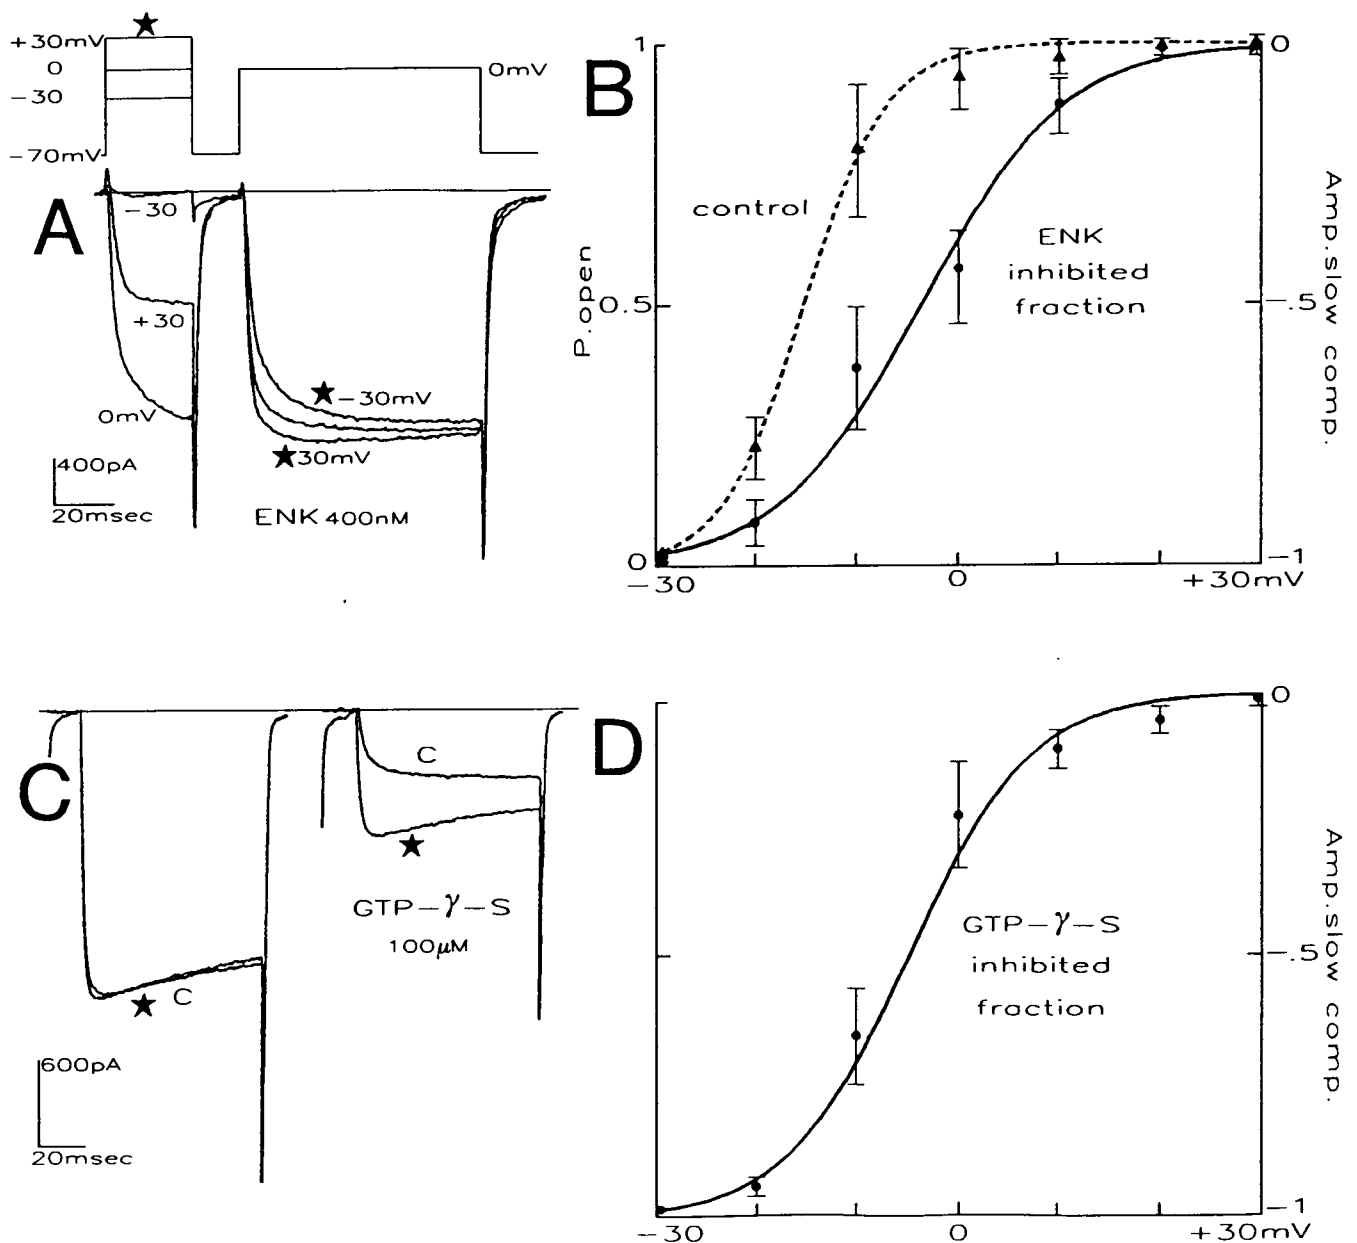 ★
+30mV
0
-30
-70mV
0mV
A
-30
+30
0mV
★-30mV
★30mV
400pA
20msec
ENK 400nM
B
1
0.5
0
P.open
control
ENK
inhibited
fraction
0
-.5
-1
Amp.slow comp.
-30
0
+30mV
C
C
★
GTP-γ-S
100μM
★
C
600pA
20msec
D
0
GTP-γ-S
inhibited
fraction
-.5
-1
Amp.slow comp.
-30
0
+30mV